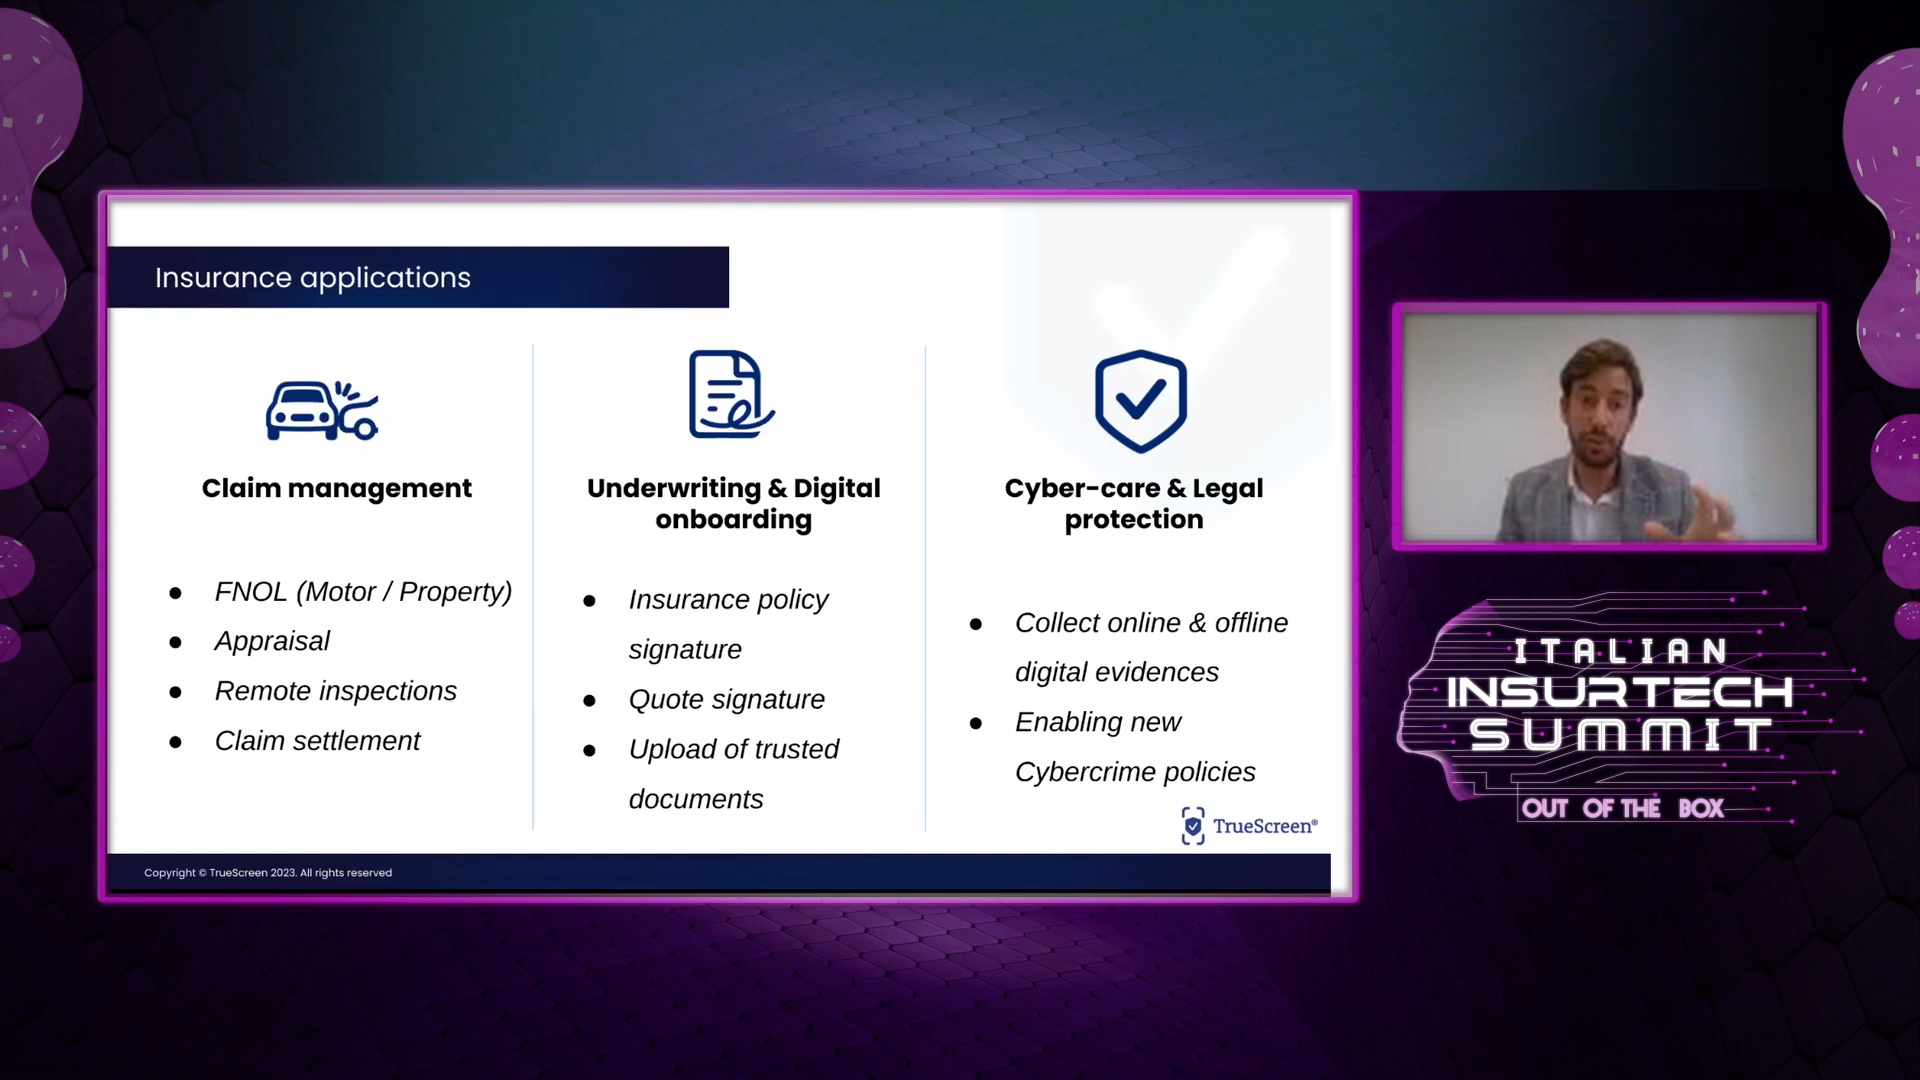 Insurance applications
Claim management
● FNOL (Motor / Property)
● Appraisal
● Remote inspections
● Claim settlement
Underwriting & Digital
onboarding
● Insurance policy
signature
● Quote signature
● Upload of trusted
documents
Cyber-care & Legal
protection
● Collect online & offline
digital evidences
● Enabling new
Cybercrime policies
TrueScreen®
Copyright © TrueScreen 2023. All rights reserved
ITALIAN
INSURTECH
SUMMIT
OUT OF THE BOX